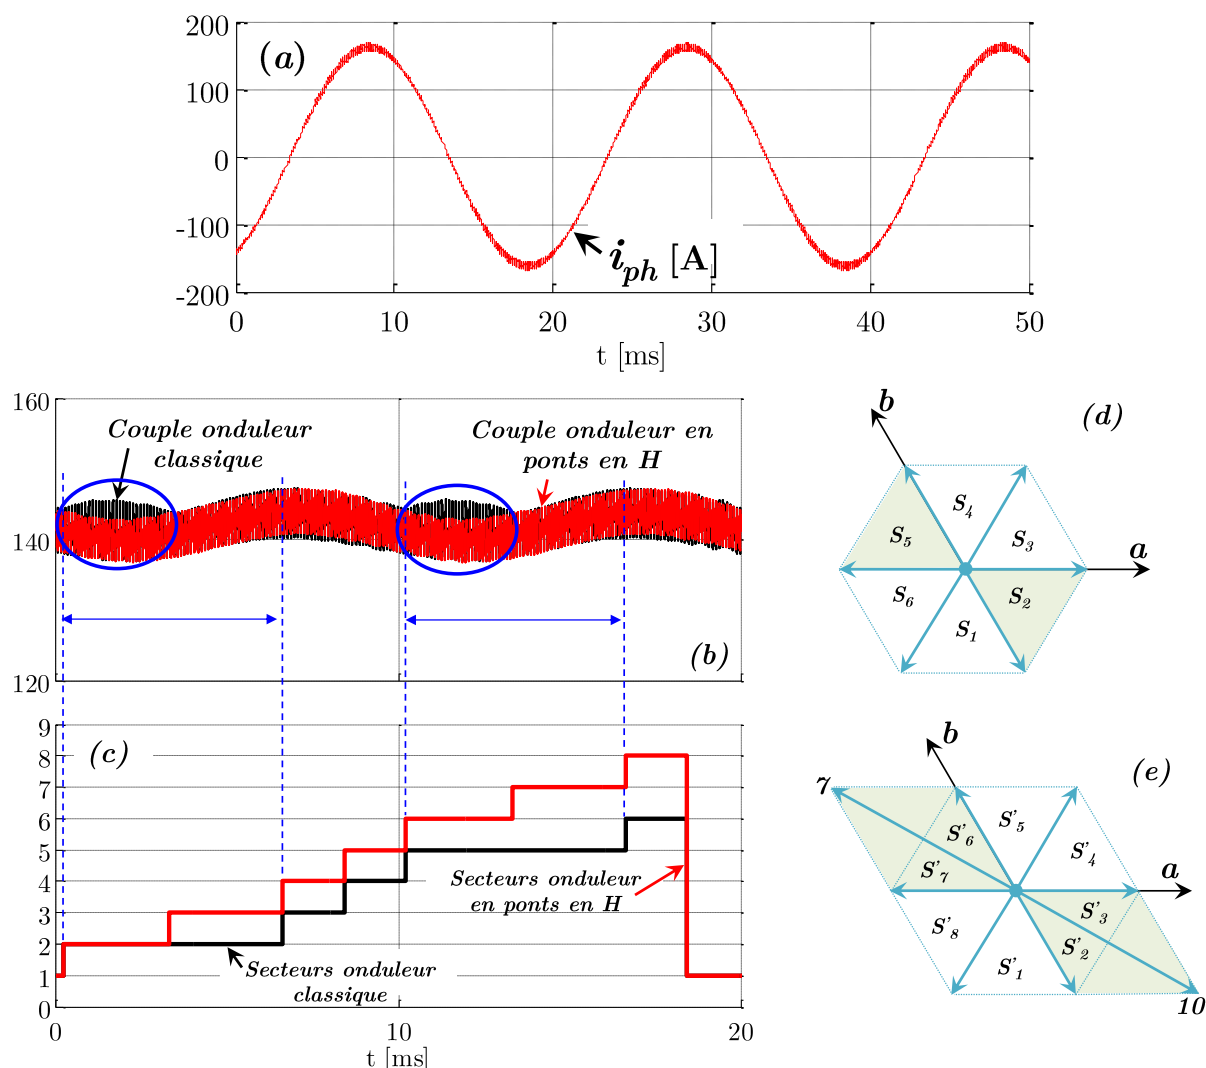 200
(a)
100
0
-100
i_ph [A]
-200
0 10 20 30 40 50
t [ms]
160
Couple onduleur
classique
Couple onduleur en
ponts en H
140
(b)
120
9
(c)
8
7
6
5
4
3
2
1
0
Secteurs onduleur
en ponts en H
Secteurs onduleur
classique
0 10 20
t [ms]
b
(d)
S4
S5
S3
a
S6
S2
S1
b
(e)
7
S'5
S'6
S'4
S'7
a
S'3
S'8
S'2
S'1
10